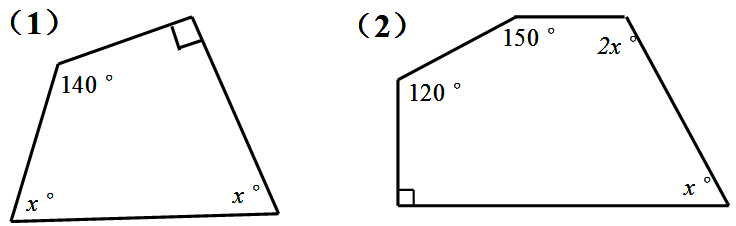 (1)
140 °
x °
x °
(2)
150 °
2x °
120 °
x °